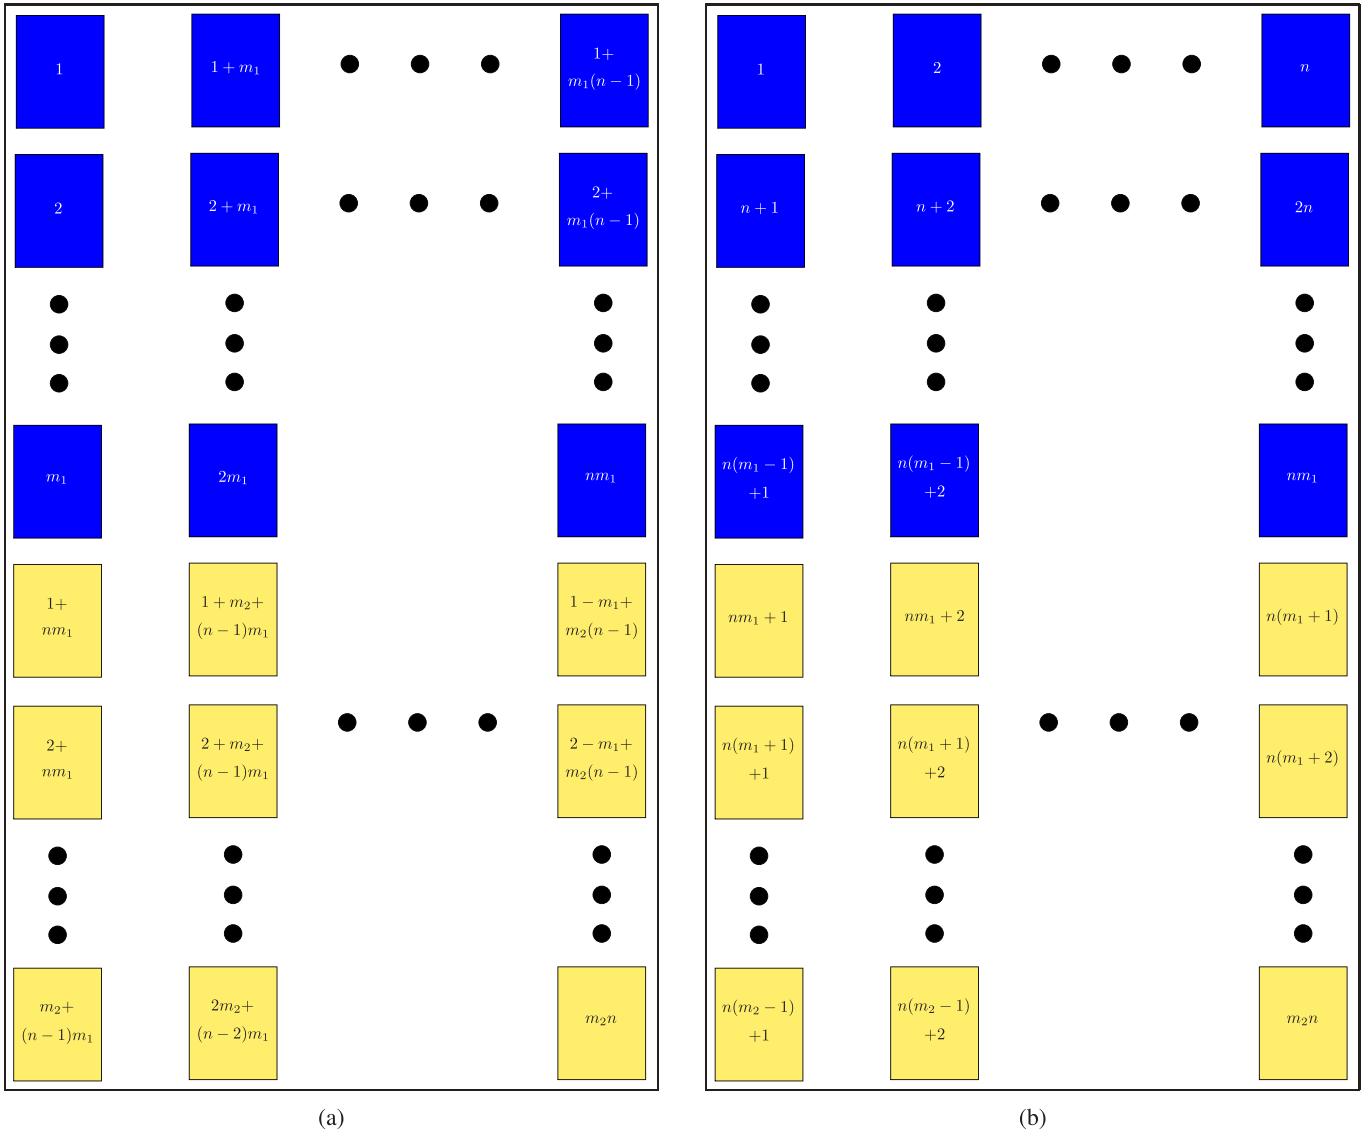 1
1 + m₁
1+
m₁(n − 1)
2
2 + m₁
2+
m₁(n − 1)
m₁
2m₁
nm₁
1+
nm₁
1 + m₂+
(n − 1)m₁
1 − m₁+
m₂(n − 1)
2+
nm₁
2 + m₂+
(n − 1)m₁
2 − m₁+
m₂(n − 1)
m₂+
(n − 1)m₁
2m₂+
(n − 2)m₁
m₂n
(a)
1
2
n
n + 1
n + 2
2n
n(m₁ − 1)
+1
n(m₁ − 1)
+2
nm₁
nm₁ + 1
nm₁ + 2
n(m₁ + 1)
n(m₁ + 1)
+1
n(m₁ + 1)
+2
n(m₁ + 2)
n(m₂ − 1)
+1
n(m₂ − 1)
+2
m₂n
(b)